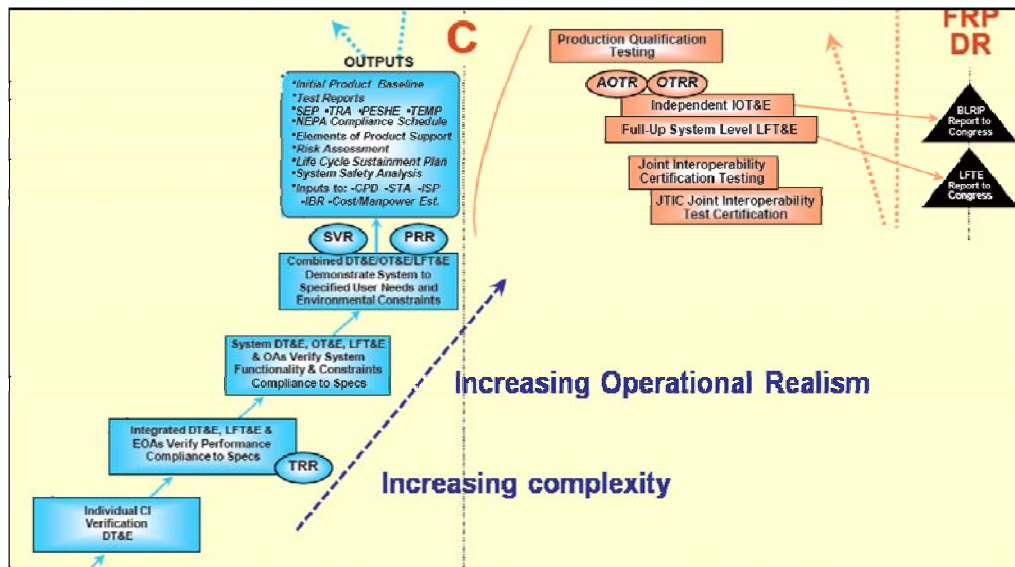 C
OUTPUTS
•Initial Product Baseline
•Test Reports
•SEP •TRA •PESHE •TEMP
•NEPA Compliance Schedule
•Elements of Product Support
•Risk Assessment
•Life Cycle Sustainment Plan
•System Safety Analysis
•Inputs to: -CPD -STA -ISP
•IBR •Cost/Manpower Est.
SVR
PRR
Combined DT&E/OT&E/LFT&E
Demonstrate System to
Specified User Needs and
Environmental Constraints
System DT&E, OT&E, LFT&E
& OAs Verify System
Functionality & Constraints
Compliance to Specs
Integrated DT&E, LFT&E &
EOAs Verify Performance
Compliance to Specs
TRR
Individual CI
Verification
DT&E
Increasing Operational Realism
Increasing complexity
Production Qualification
Testing
AOTR
OTRR
Independent IOT&E
Full-Up System Level LFT&E
Joint Interoperability
Certification Testing
JTIC Joint Interoperability
Test Certification
FRP
DR
BLRIP
Report to
Congress
LFTE
Report to
Congress